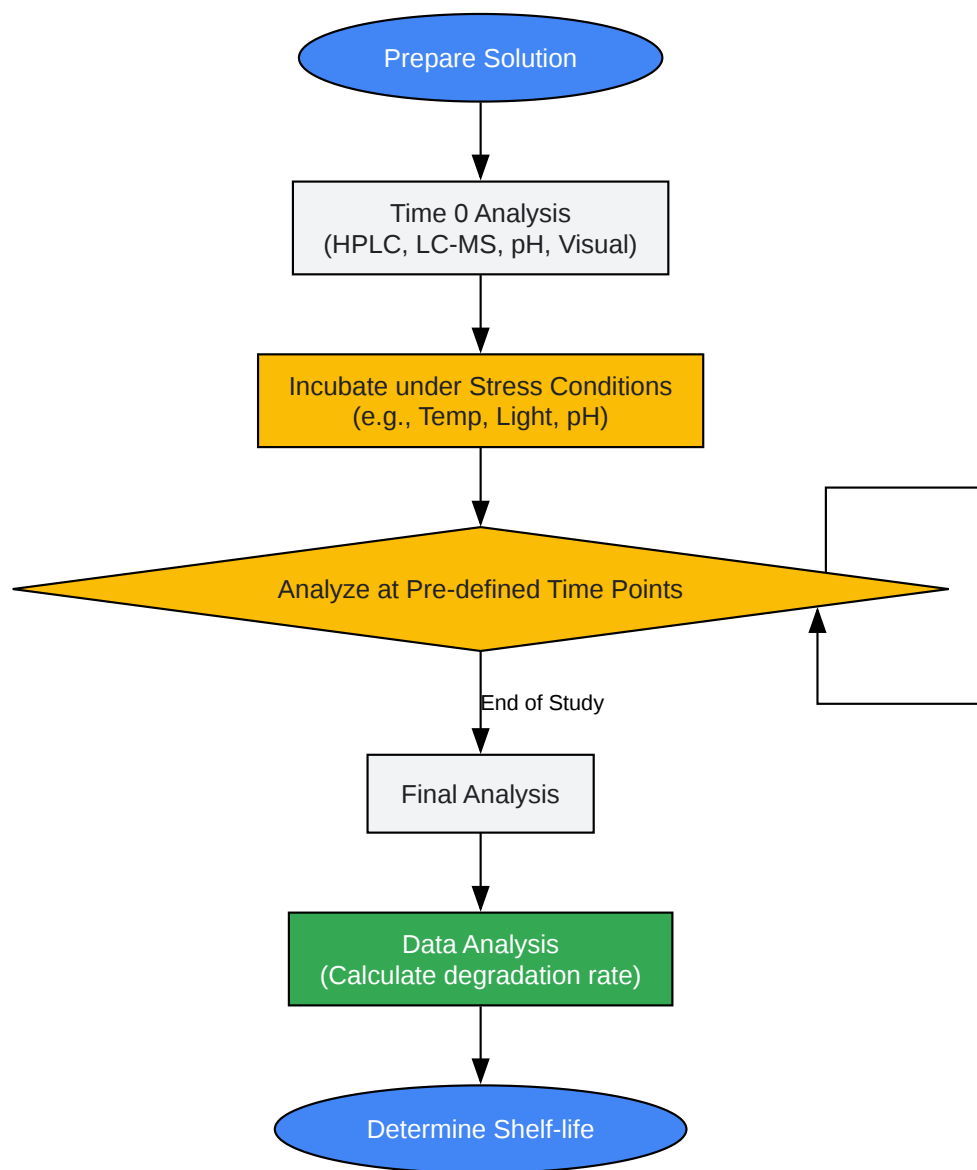 Prepare Solution
Time 0 Analysis
(HPLC, LC-MS, pH, Visual)
Incubate under Stress Conditions
(e.g., Temp, Light, pH)
Analyze at Pre-defined Time Points
End of Study
Final Analysis
Data Analysis
(Calculate degradation rate)
Determine Shelf-life